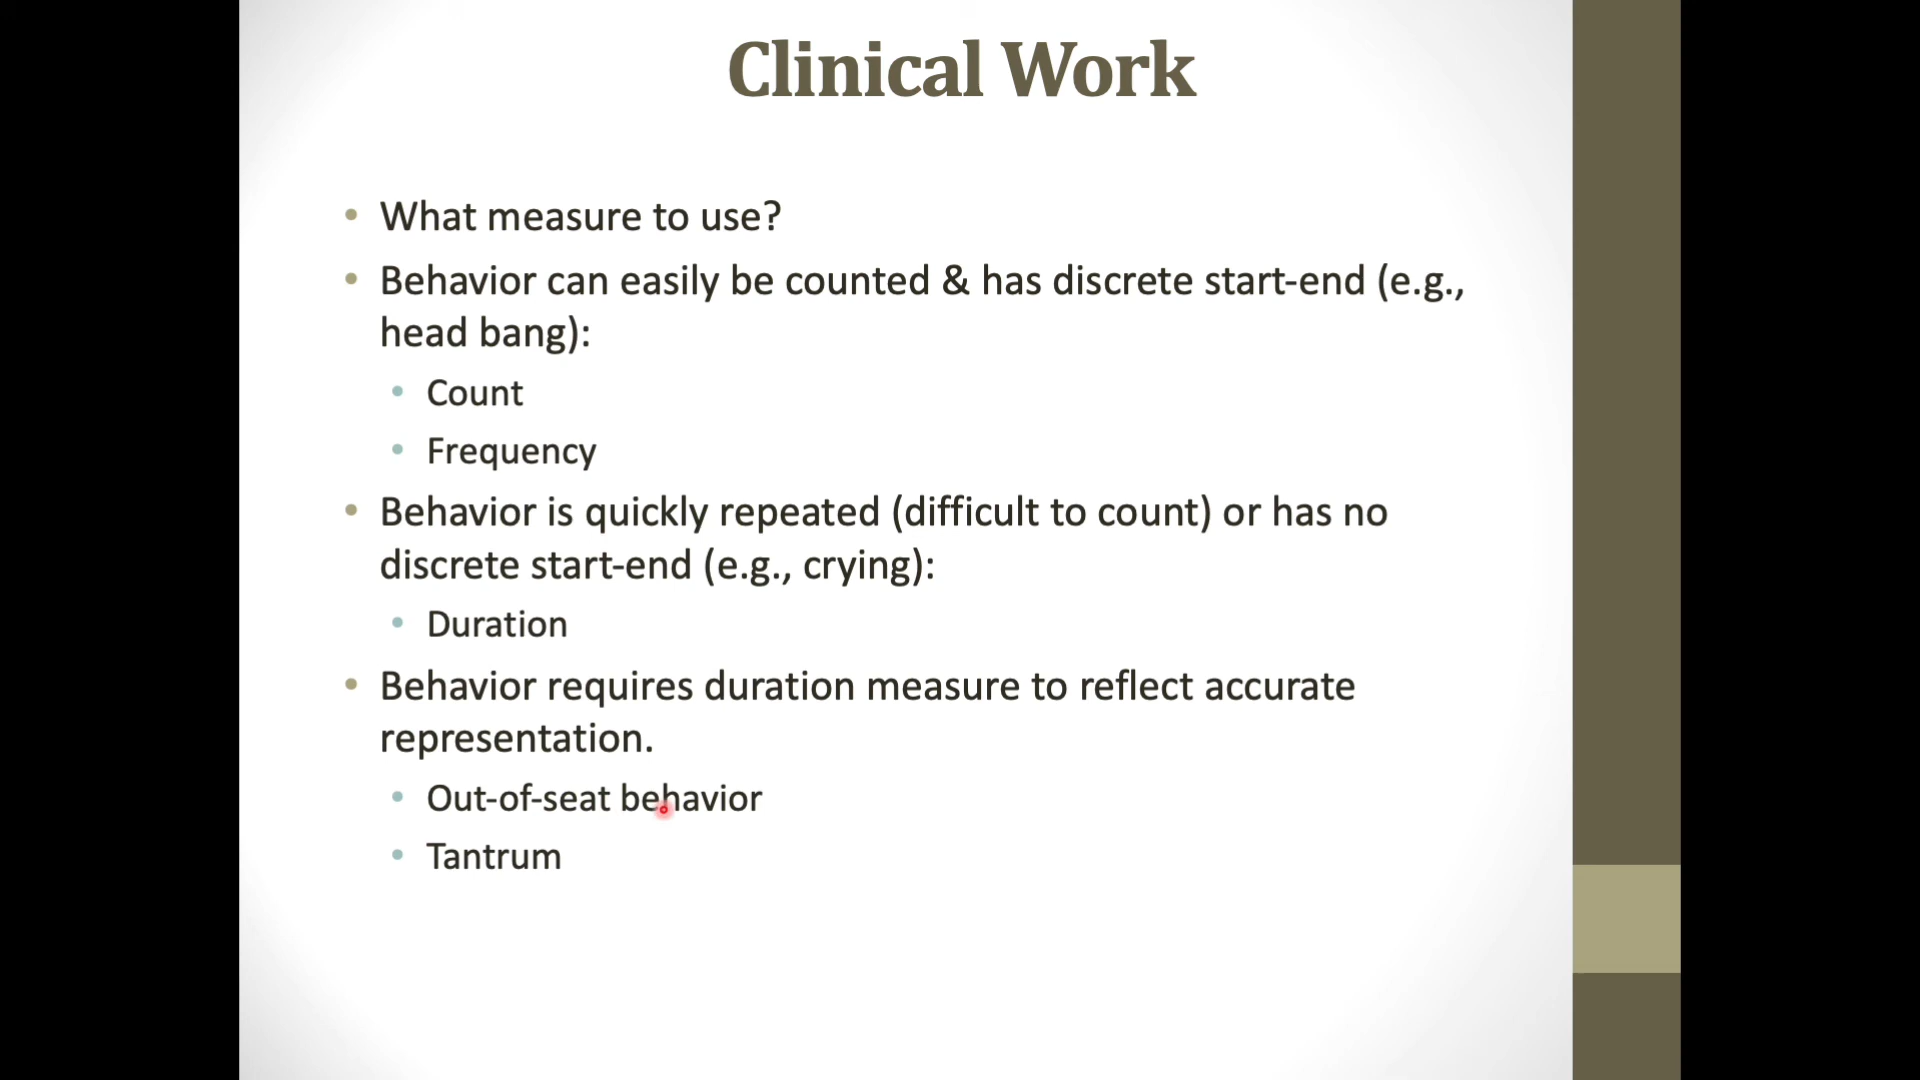 Clinical Work
• What measure to use?
• Behavior can easily be counted & has discrete start-end (e.g.,
head bang):
• Count
• Frequency
• Behavior is quickly repeated (difficult to count) or has no
discrete start-end (e.g., crying):
• Duration
• Behavior requires duration measure to reflect accurate
representation.
• Out-of-seat behavior
• Tantrum